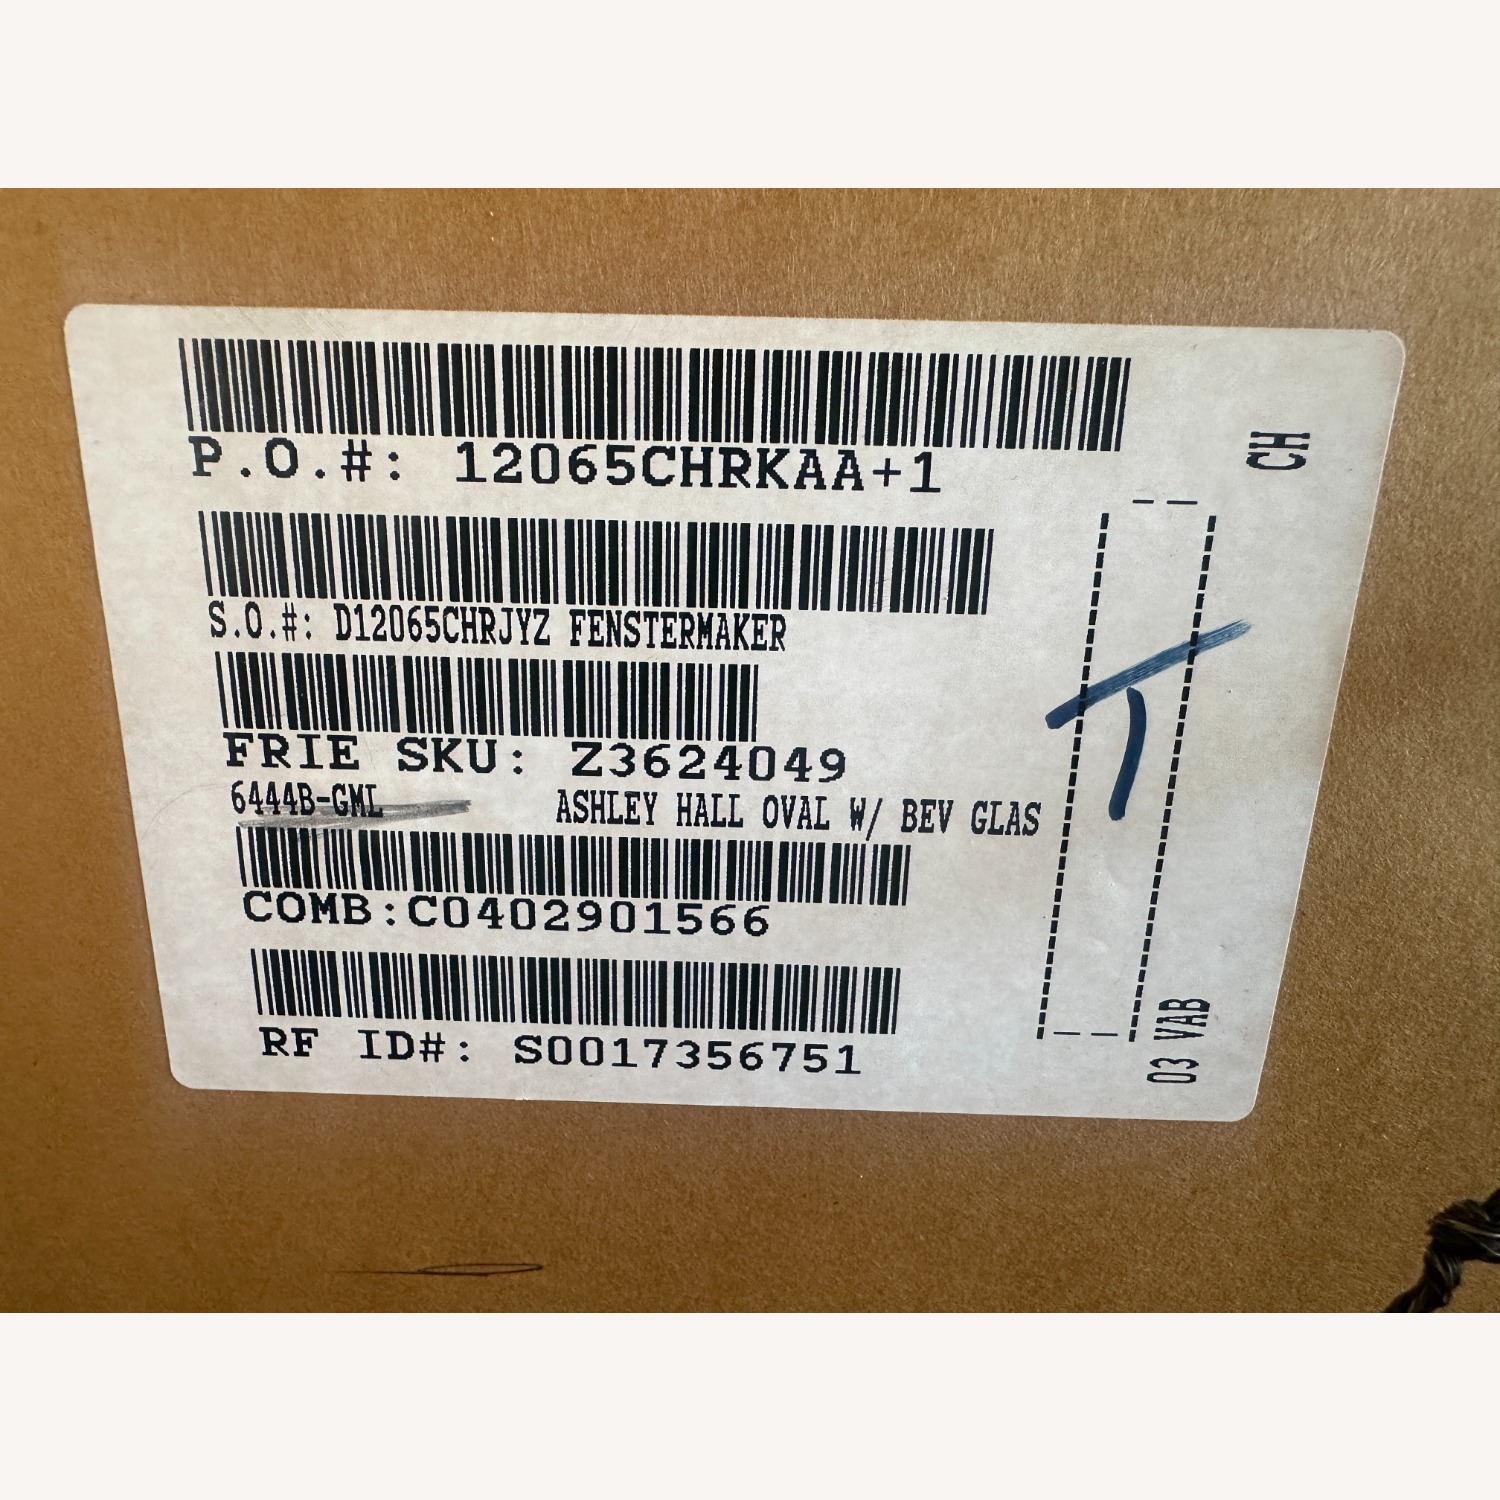 P.O.#: 12065CHRKAA+1
CH
S.O.#: D12065CHRJYZ FENSTERMAKER
FRIE SKU: Z3624049
6444B-GML ASHLEY HALL OVAL W/ BEV GLAS
T
COMB:C0402901566
RF ID#: S0017356751
03 VAB